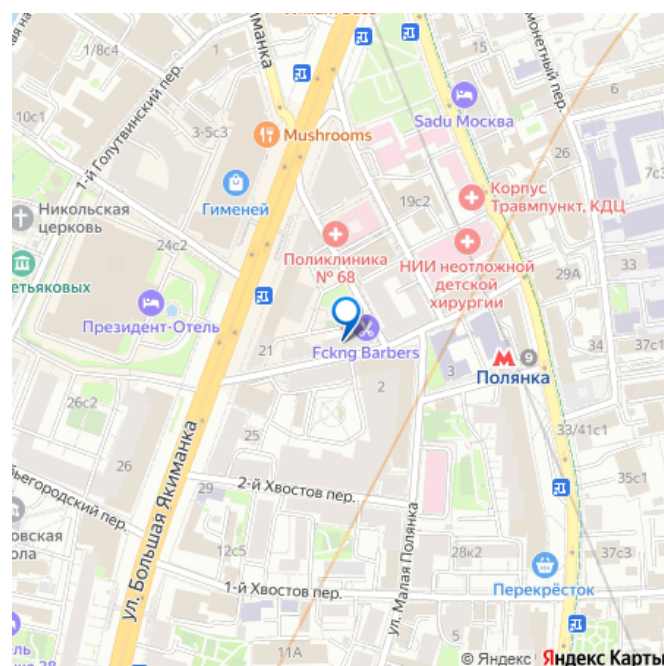 1/8с4
15
6
10с1
1-й Голутвинский пер.
3-5с3
Mushrooms
Sadu Москва
26
7с3
Гименей
19с2
Корпус
Травмпункт, КДЦ
Никольская
церковь
24с2
Поликлиника
№ 68
НИИ неотложной
детской
хирургии
29А
33
Президент-Отель
21
Fckng Barbers
34
37
3
Полянка
9
2
26с2
ул. Большая Якиманка
25
33/41с1
26
29
2-й Хвостов пер.
35с1
12с5
ул. Малая Полянка
28к2
37с3
1-й Хвостов пер.
Перекрёсток
11А
© Яндекс Яндекс Карты